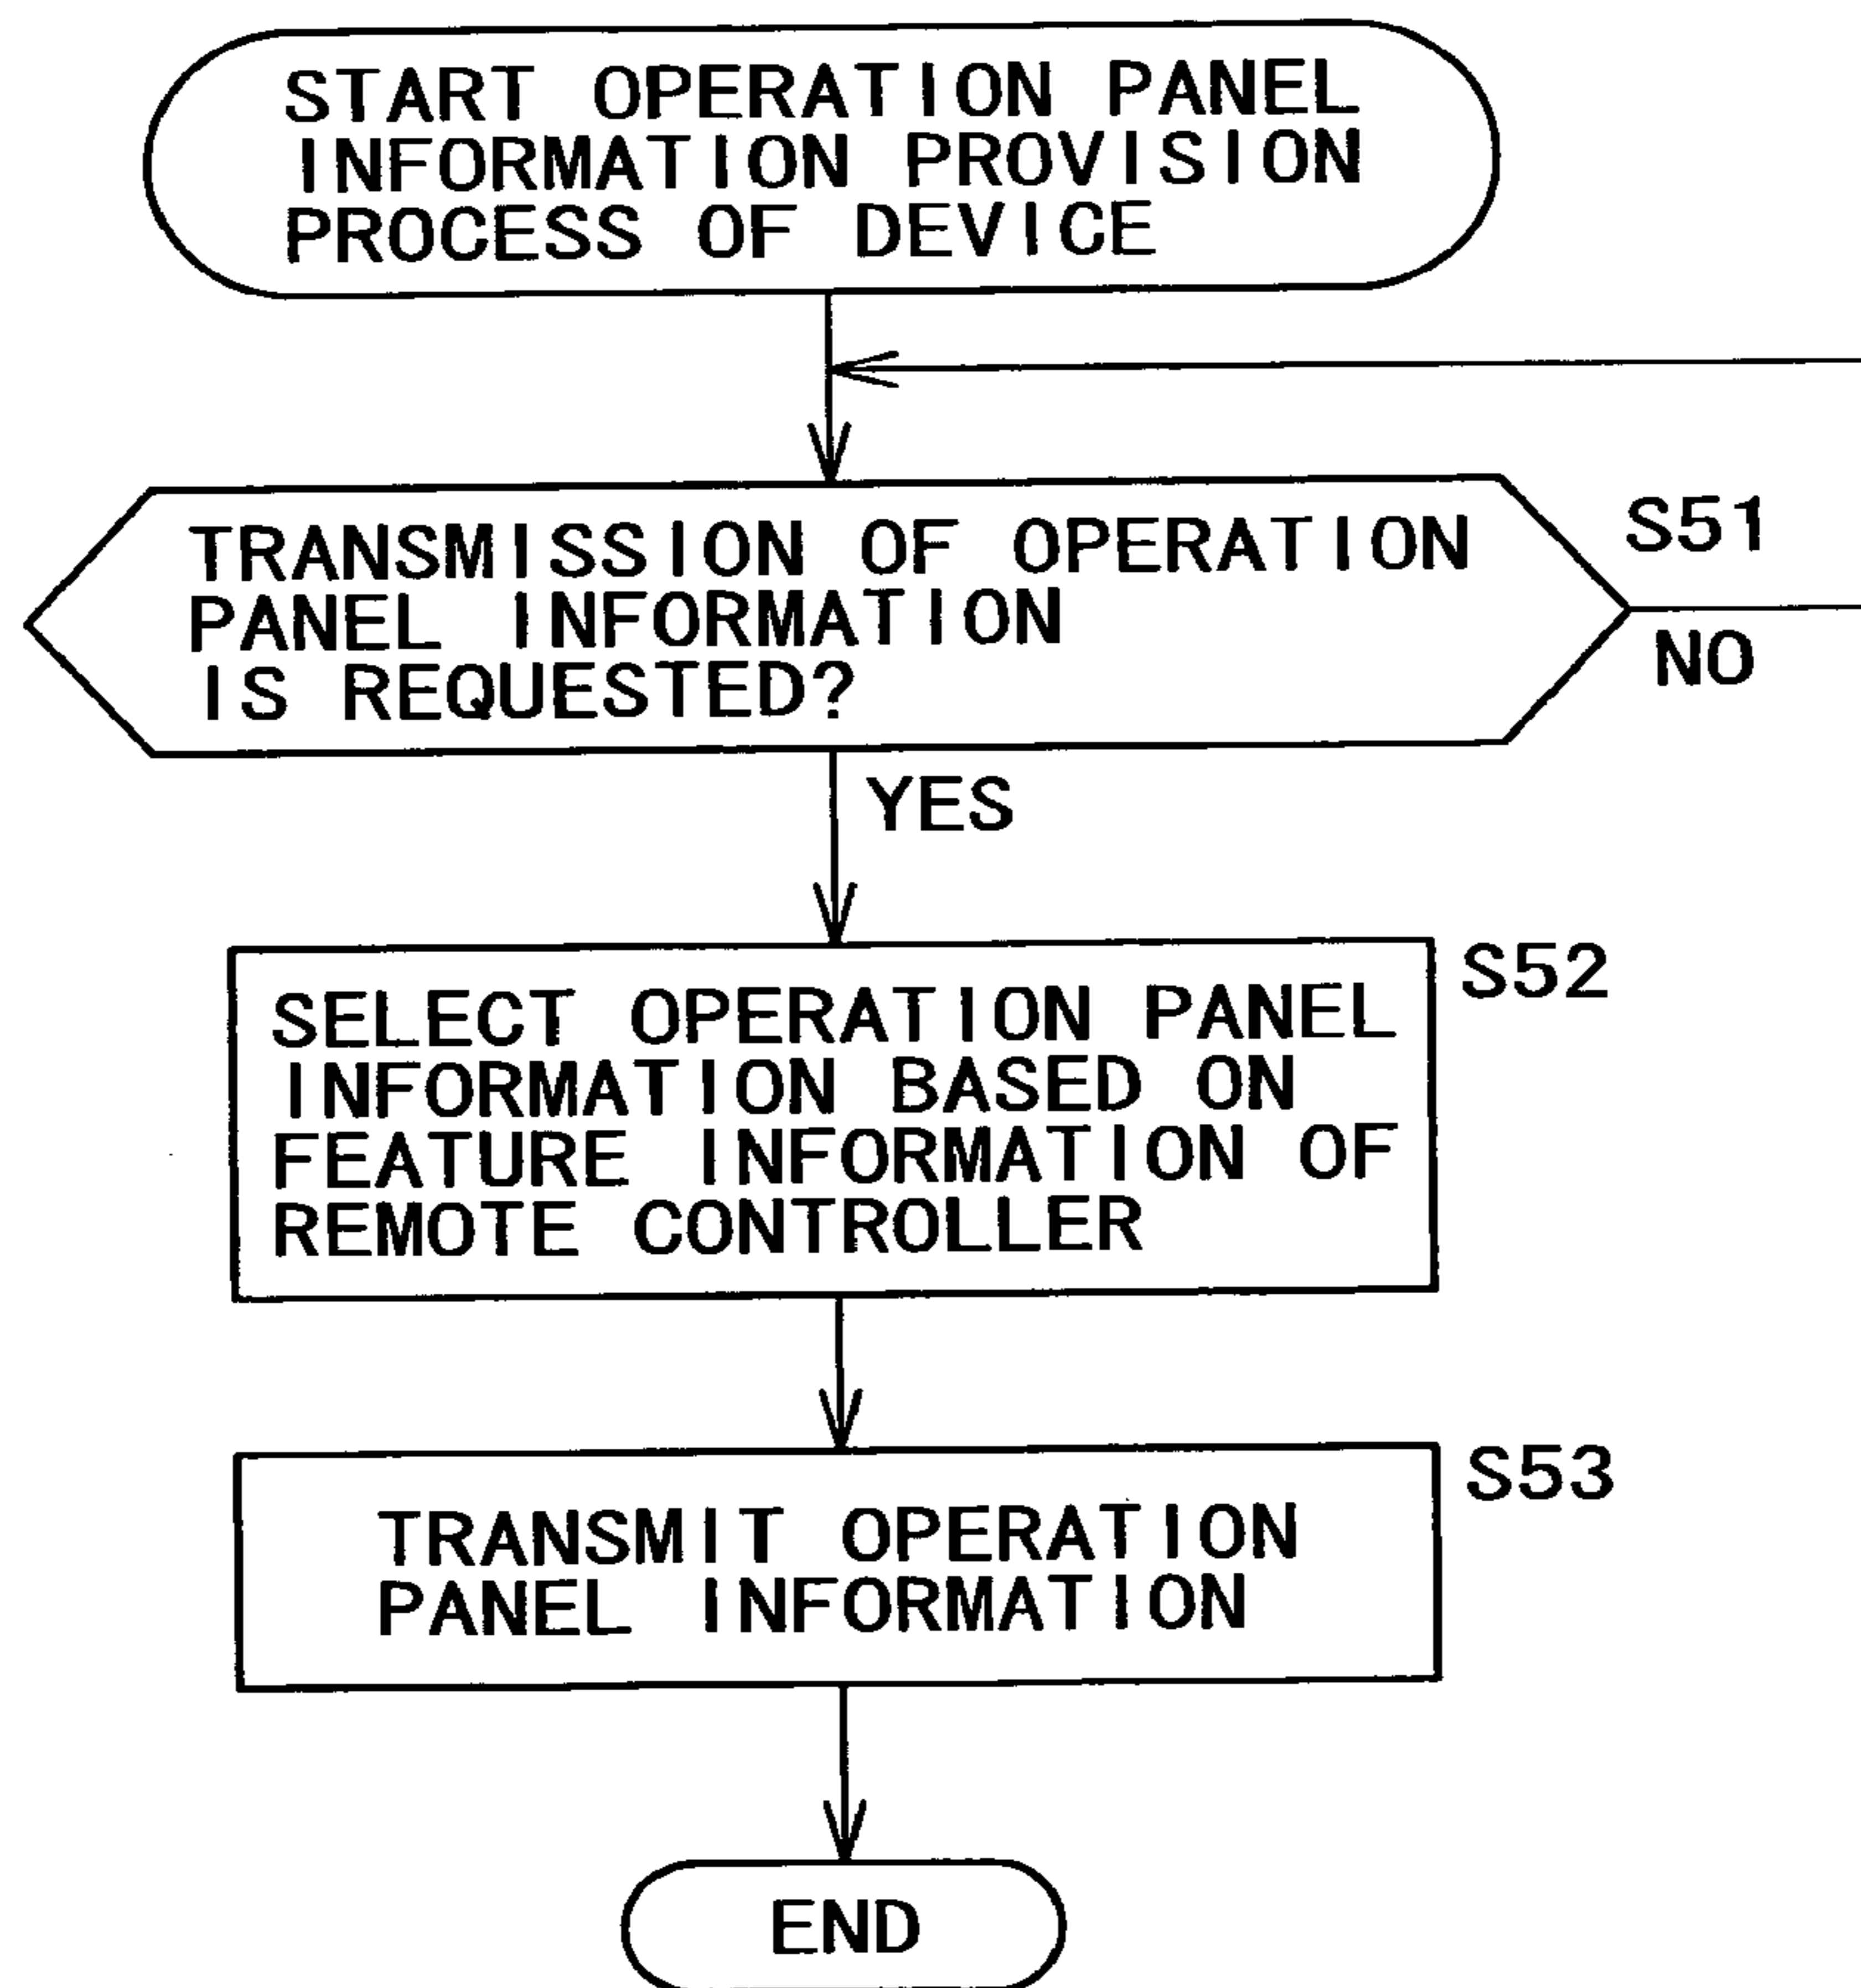 START OPERATION PANEL
INFORMATION PROVISION
PROCESS OF DEVICE
TRANSMISSION OF OPERATION
PANEL INFORMATION
IS REQUESTED?
S51
NO
YES
S52
SELECT OPERATION PANEL
INFORMATION BASED ON
FEATURE INFORMATION OF
REMOTE CONTROLLER
S53
TRANSMIT OPERATION
PANEL INFORMATION
END